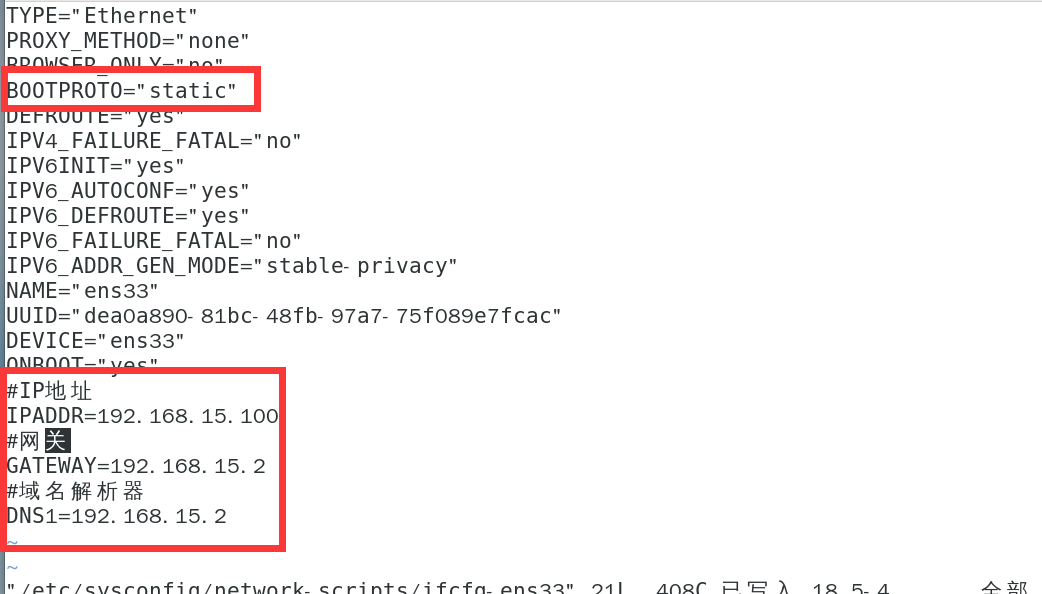 TYPE="Ethernet"
PROXY_METHOD="none"
BROWSER_ONLY="no"
BOOTPROTO="static"
DEFROUTE="yes"
IPV4_FAILURE_FATAL="no"
IPV6INIT="yes"
IPV6_AUTOCONF="yes"
IPV6_DEFROUTE="yes"
IPV6_FAILURE_FATAL="no"
IPV6_ADDR_GEN_MODE="stable-privacy"
NAME="ens33"
UUID="dea0a890-81bc-48fb-97a7-75f089e7fcac"
DEVICE="ens33"
ONBOOT="yes"
#IP地址
IPADDR=192.168.15.100
#网关
GATEWAY=192.168.15.2
#域名解析器
DNS1=192.168.15.2
~
~
"/etc/sysconfig/network-scripts/ifcfg-ens33" 21L, 408C 已写入 18,5-4 全部